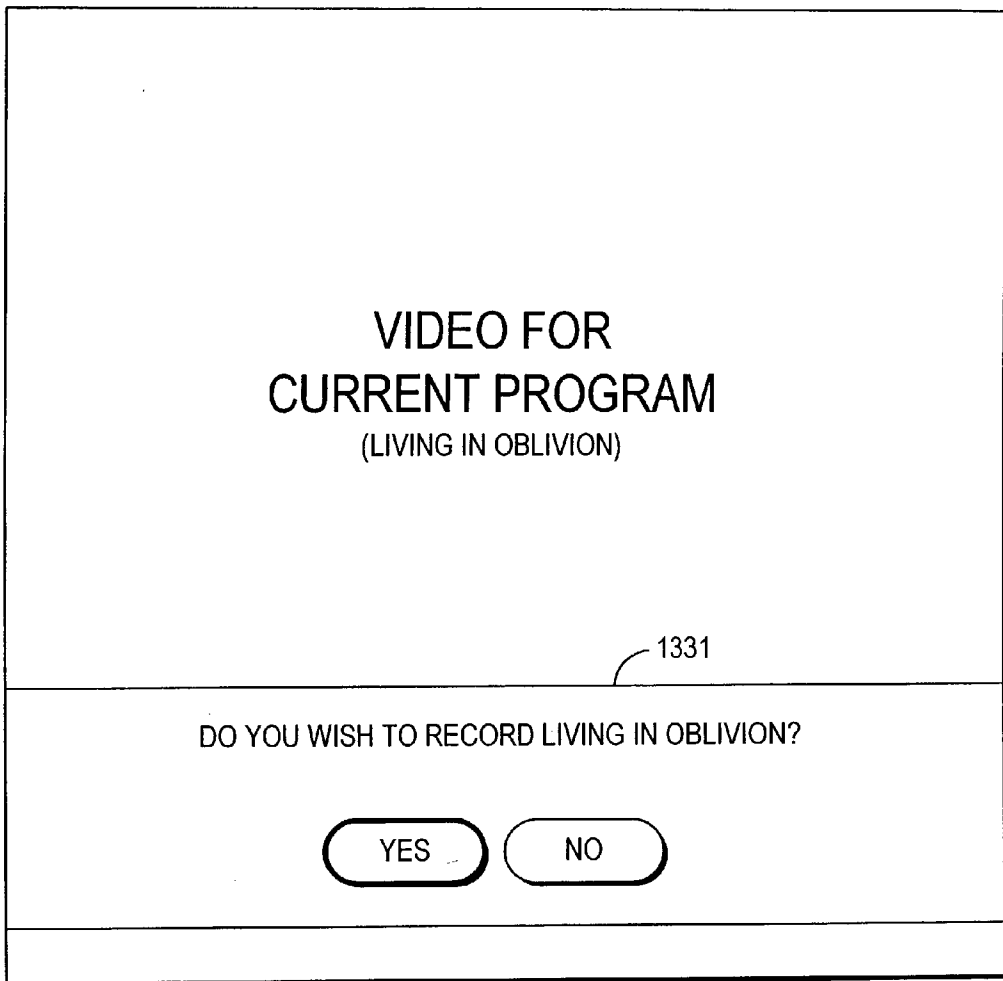 VIDEO FOR
CURRENT PROGRAM
(LIVING IN OBLIVION)
1331
DO YOU WISH TO RECORD LIVING IN OBLIVION?
YES
NO